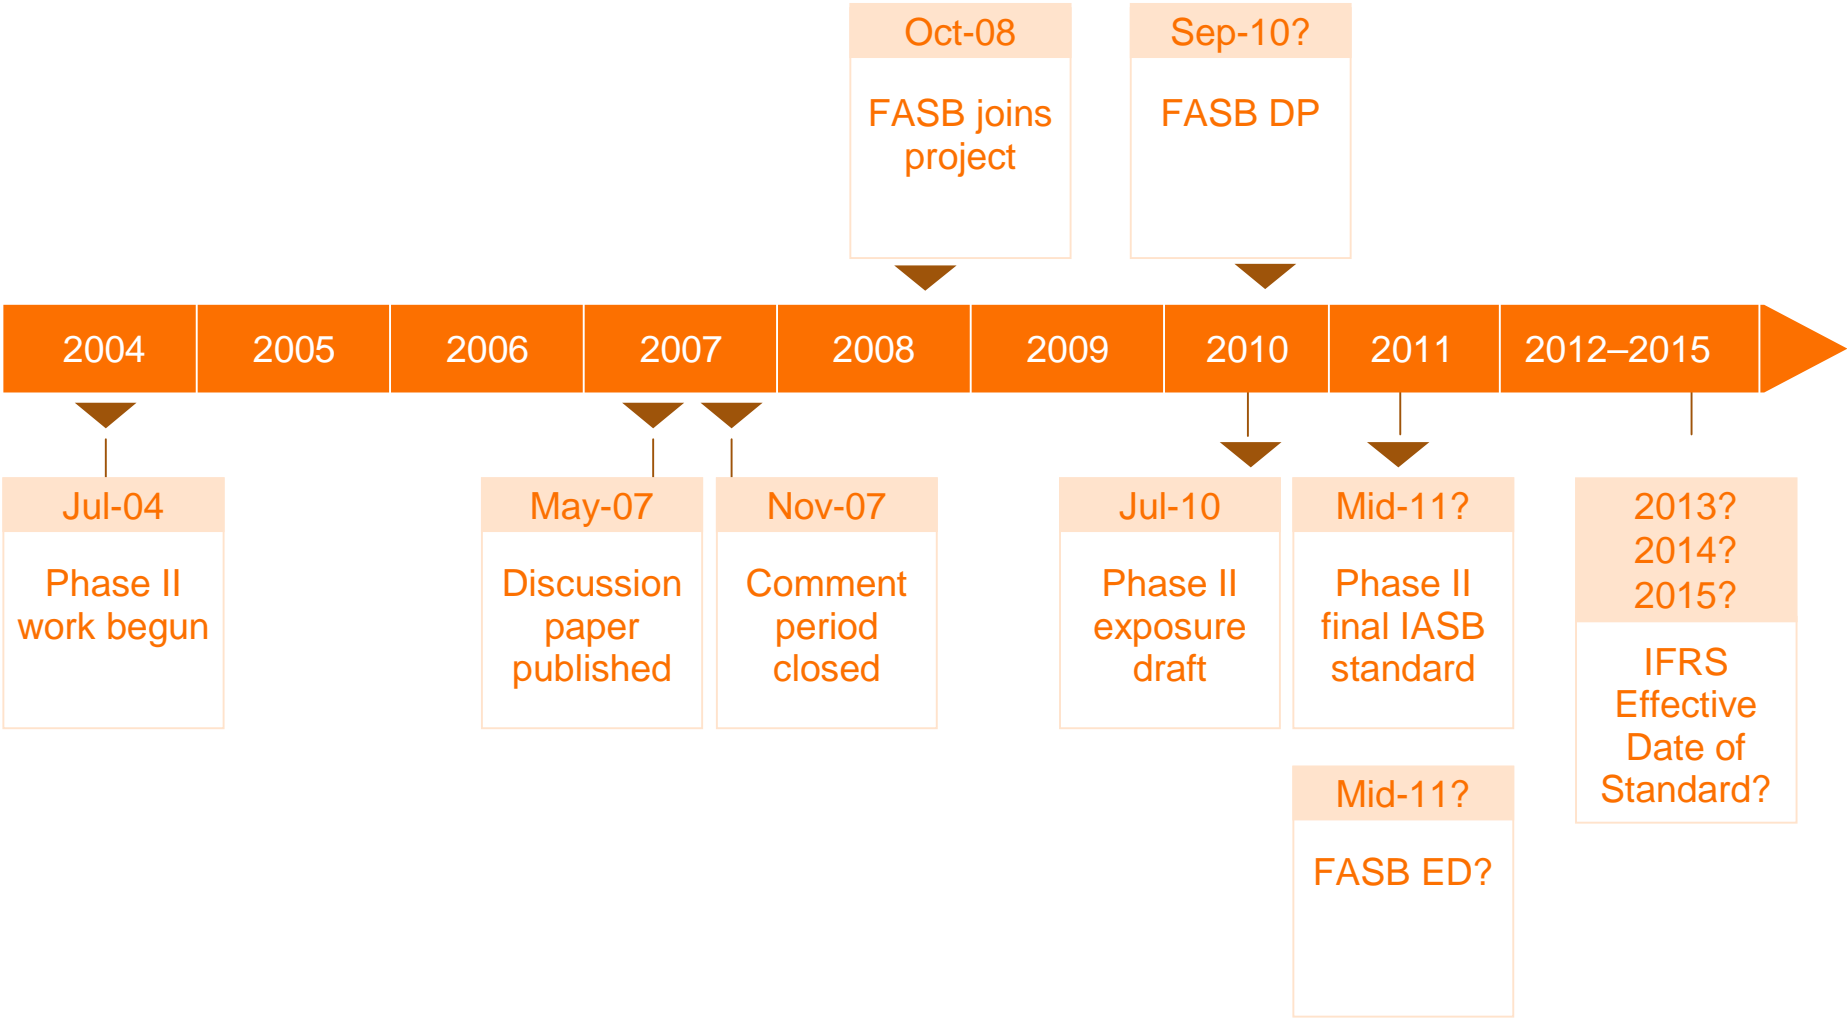 Oct-08
FASB joins
project
Sep-10?
FASB DP
2004
2005
2006
2007
2008
2009
2010
2011
2012–2015
Jul-04
Phase II
work begun
May-07
Discussion
paper
published
Nov-07
Comment
period
closed
Jul-10
Phase II
exposure
draft
Mid-11?
Phase II
final IASB
standard
2013?
2014?
2015?
IFRS
Effective
Date of
Standard?
Mid-11?
FASB ED?